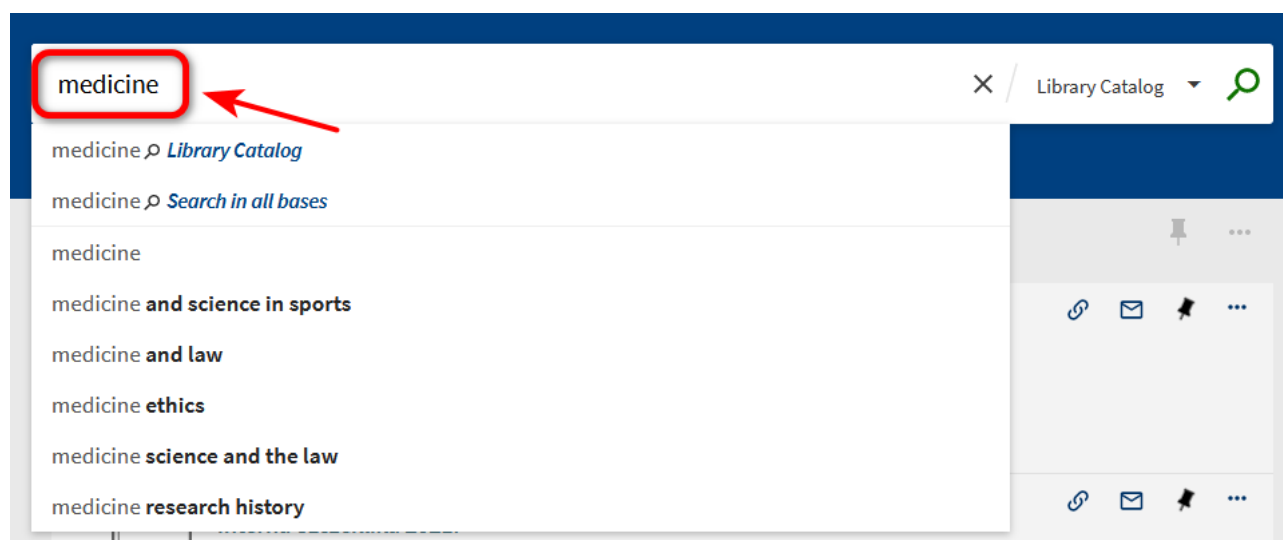 medicine
Library Catalog
medicine Library Catalog
medicine Search in all bases
medicine
medicine and science in sports
medicine and law
medicine ethics
medicine science and the law
medicine research history